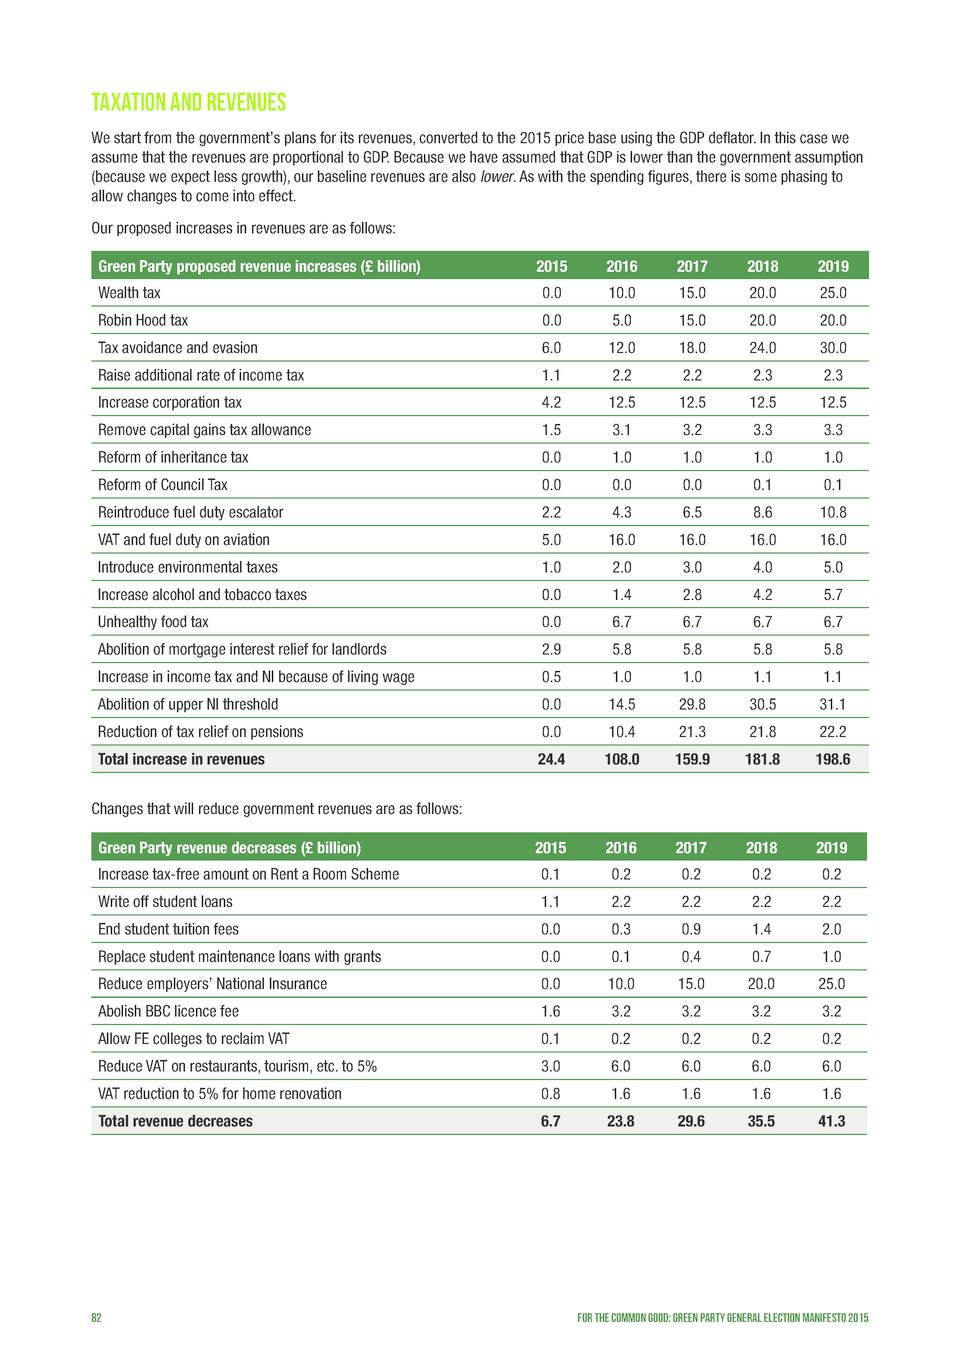 TAXATION AND REVENUES
We start from the government's plans for its revenues, converted to the 2015 price base using the GDP deflator. In this case we
assume that the revenues are proportional to GDP. Because we have assumed that GDP is lower than the government assumption
(because we expect less growth), our baseline revenues are also lower. As with the spending figures, there is some phasing to
allow changes to come into effect.
Our proposed increases in revenues are as follows:
Green Party proposed revenue increases (£ billion) 2015 2016 2017 2018 2019
Wealth tax 0.0 10.0 15.0 20.0 25.0
Robin Hood tax 0.0 5.0 15.0 20.0 20.0
Tax avoidance and evasion 6.0 12.0 18.0 24.0 30.0
Raise additional rate of income tax 1.1 2.2 2.2 2.3 2.3
Increase corporation tax 4.2 12.5 12.5 12.5 12.5
Remove capital gains tax allowance 1.5 3.1 3.2 3.3 3.3
Reform of inheritance tax 0.0 1.0 1.0 1.0 1.0
Reform of Council Tax 0.0 0.0 0.0 0.1 0.1
Reintroduce fuel duty escalator 2.2 4.3 6.5 8.6 10.8
VAT and fuel duty on aviation 5.0 16.0 16.0 16.0 16.0
Introduce environmental taxes 1.0 2.0 3.0 4.0 5.0
Increase alcohol and tobacco taxes 0.0 1.4 2.8 4.2 5.7
Unhealthy food tax 0.0 6.7 6.7 6.7 6.7
Abolition of mortgage interest relief for landlords 2.9 5.8 5.8 5.8 5.8
Increase in income tax and NI because of living wage 0.5 1.0 1.0 1.1 1.1
Abolition of upper NI threshold 0.0 14.5 29.8 30.5 31.1
Reduction of tax relief on pensions 0.0 10.4 21.3 21.8 22.2
Total increase in revenues 24.4 108.0 159.9 181.8 198.6
Changes that will reduce government revenues are as follows:
Green Party revenue decreases (£ billion) 2015 2016 2017 2018 2019
Increase tax-free amount on Rent a Room Scheme 0.1 0.2 0.2 0.2 0.2
Write off student loans 1.1 2.2 2.2 2.2 2.2
End student tuition fees 0.0 0.3 0.9 1.4 2.0
Replace student maintenance loans with grants 0.0 0.1 0.4 0.7 1.0
Reduce employers' National Insurance 0.0 10.0 15.0 20.0 25.0
Abolish BBC licence fee 1.6 3.2 3.2 3.2 3.2
Allow FE colleges to reclaim VAT 0.1 0.2 0.2 0.2 0.2
Reduce VAT on restaurants, tourism, etc. to 5% 3.0 6.0 6.0 6.0 6.0
VAT reduction to 5% for home renovation 0.8 1.6 1.6 1.6 1.6
Total revenue decreases 6.7 23.8 29.6 35.5 41.3
82 FOR THE COMMON GOOD: GREEN PARTY GENERAL ELECTION MANIFESTO 2015